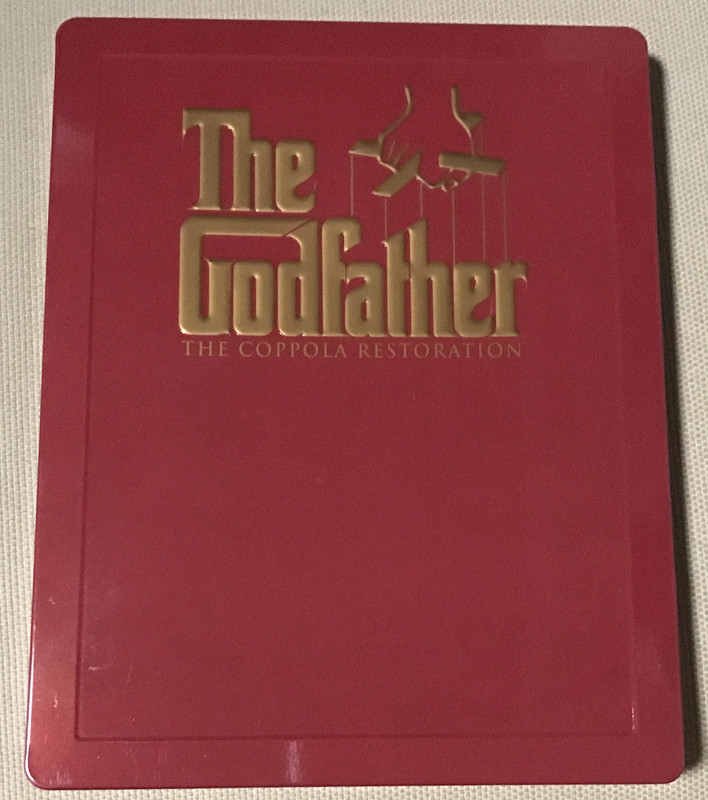 The
Godfather
THE COPPOLA RESTORATION